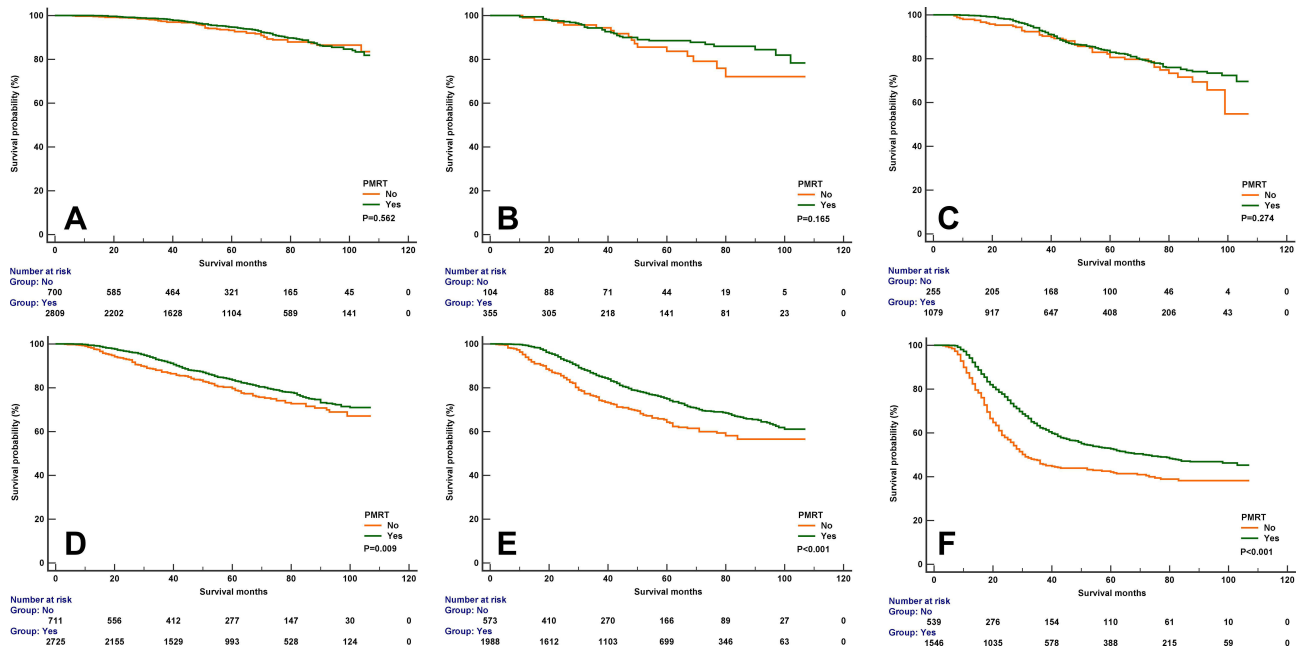 100
80
60
40
20
0
Survival probability (%)
PMRT
No
Yes
P=0.562
A
0 20 40 60 80 100 120
Survival months
Number at risk
Group: No
700 585 464 321 165 45 0
Group: Yes
2809 2202 1628 1104 589 141 0
100
80
60
40
20
0
Survival probability (%)
PMRT
No
Yes
P=0.165
B
0 20 40 60 80 100 120
Survival months
Number at risk
Group: No
104 88 71 44 19 5 0
Group: Yes
355 305 218 141 81 23 0
100
80
60
40
20
0
Survival probability (%)
PMRT
No
Yes
P=0.274
C
0 20 40 60 80 100 120
Survival months
Number at risk
Group: No
255 205 168 100 46 4 0
Group: Yes
1079 917 647 408 206 43 0
100
80
60
40
20
0
Survival probability (%)
PMRT
No
Yes
P=0.009
D
0 20 40 60 80 100 120
Survival months
Number at risk
Group: No
711 556 412 277 147 30 0
Group: Yes
2725 2155 1529 993 528 124 0
100
80
60
40
20
0
Survival probability (%)
PMRT
No
Yes
P<0.001
E
0 20 40 60 80 100 120
Survival months
Number at risk
Group: No
573 410 270 166 89 27 0
Group: Yes
1988 1612 1103 699 346 63 0
100
80
60
40
20
0
Survival probability (%)
PMRT
No
Yes
P<0.001
F
0 20 40 60 80 100 120
Survival months
Number at risk
Group: No
539 276 154 110 61 10 0
Group: Yes
1546 1035 578 388 215 59 0